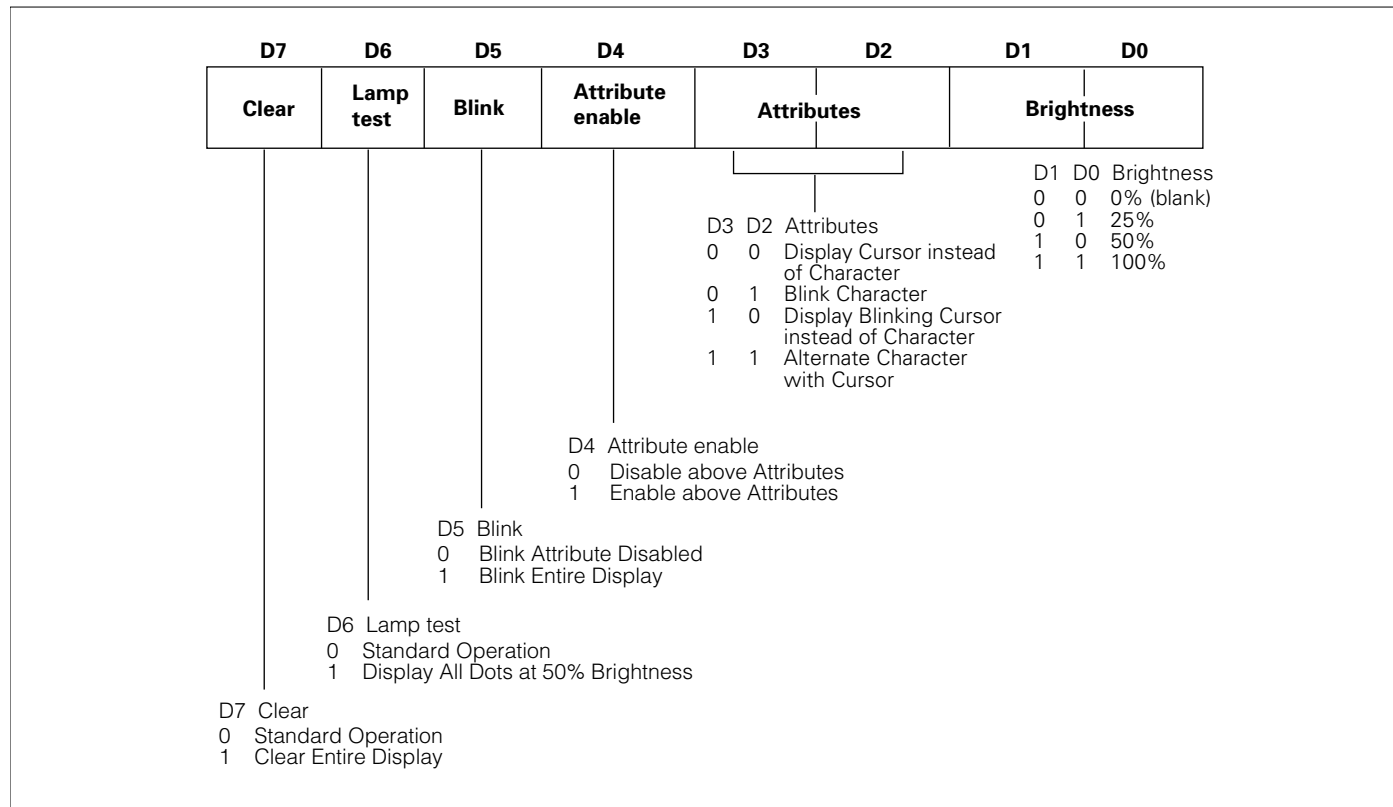 D7 D6 D5 D4 D3 D2 D1 D0
Clear
Lamp
test
Blink
Attribute
enable
Attributes
Brightness
D1 D0 Brightness
0 0 0% (blank)
0 1 25%
1 0 50%
1 1 100%
D3 D2 Attributes
0 0 Display Cursor instead
of Character
0 1 Blink Character
1 0 Display Blinking Cursor
instead of Character
1 1 Alternate Character
with Cursor
D4 Attribute enable
0 Disable above Attributes
1 Enable above Attributes
D5 Blink
0 Blink Attribute Disabled
1 Blink Entire Display
D6 Lamp test
0 Standard Operation
1 Display All Dots at 50% Brightness
D7 Clear
0 Standard Operation
1 Clear Entire Display